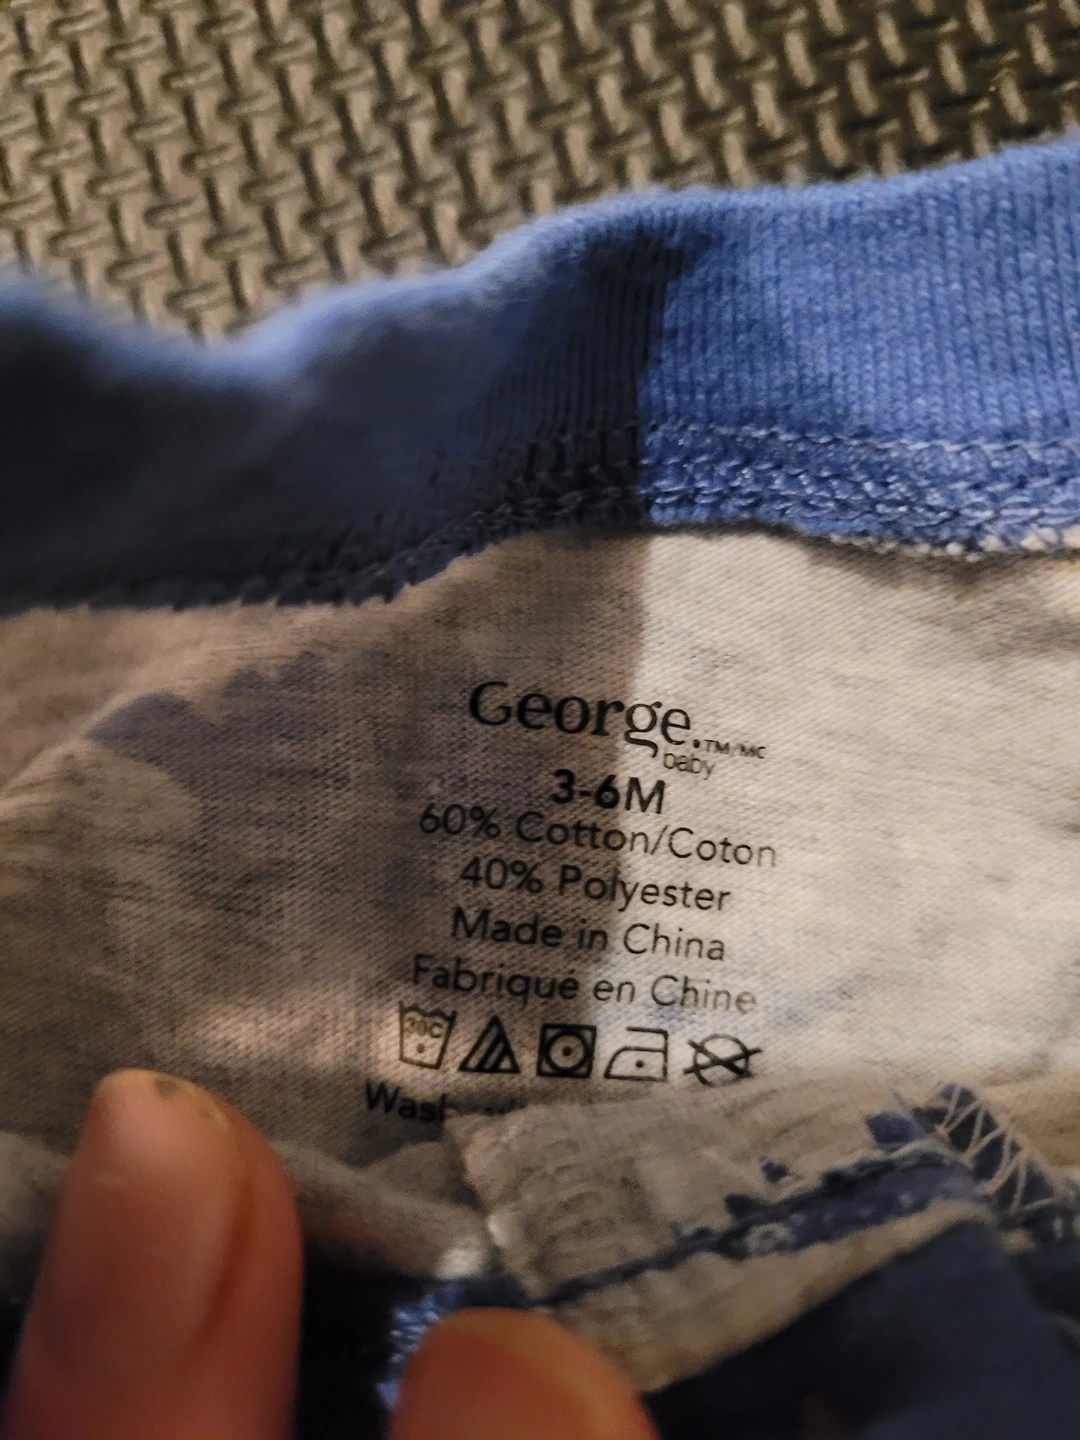 George.™/MC
baby
3-6M
60% Cotton/Coton
40% Polyester
Made in China
Fabriqué en Chine
30C